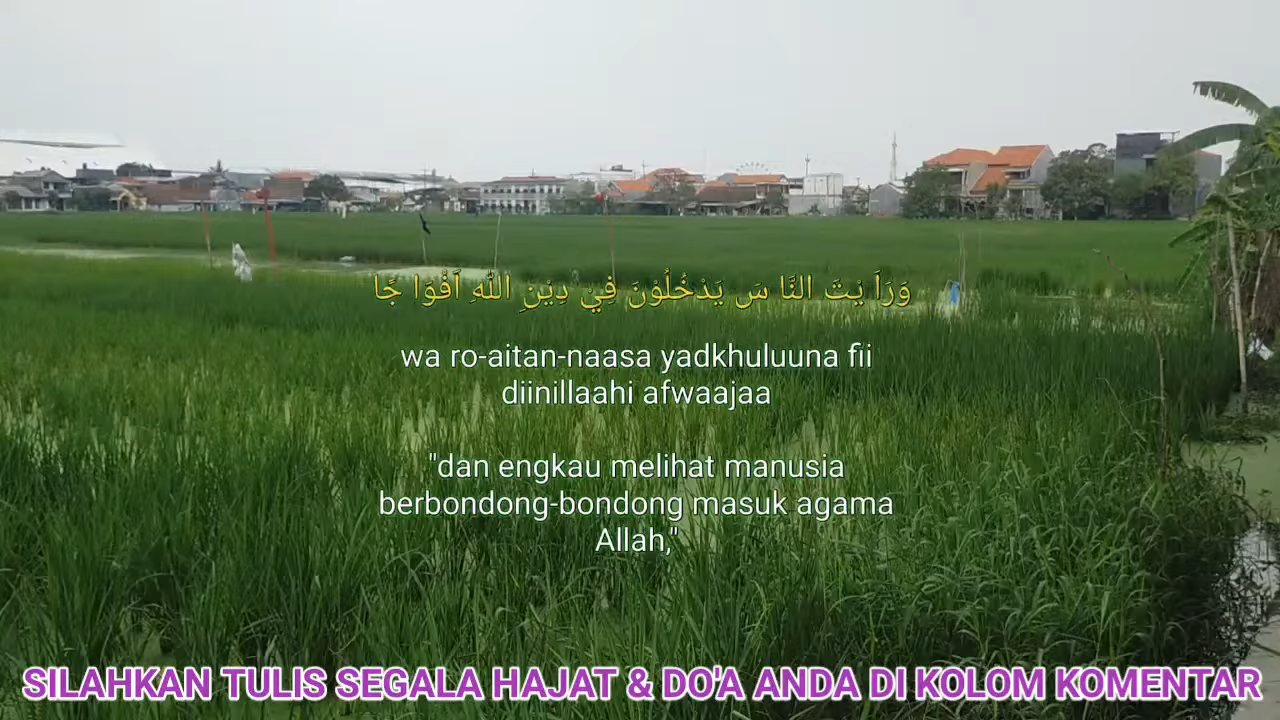 وَرَاَ يْتَ النَّا سَ يَدْخُلُوْنَ فِيْ دِيْنِ اللّٰهِ اَفْوَا جًا
wa ro-aitan-naasa yadkhuluuna fii
diinillaahi afwaajaa
"dan engkau melihat manusia
berbondong-bondong masuk agama
Allah,"
SILAHKAN TULIS SEGALA HAJAT & DO'A ANDA DI KOLOM KOMENTAR